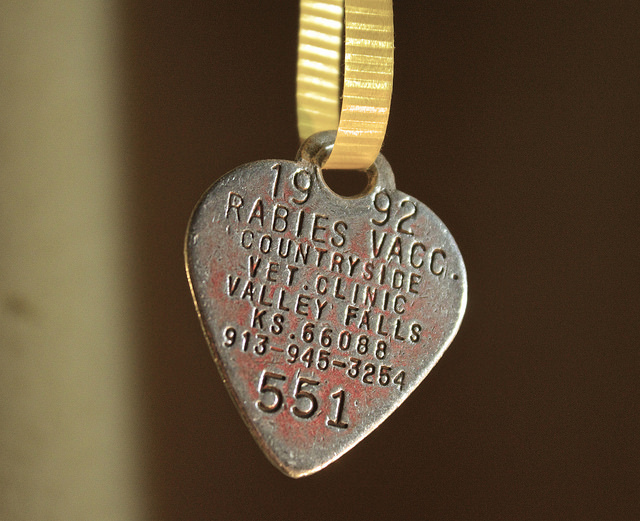 19 92
RABIES VACC.
COUNTRYSIDE
VET.CLINIC
VALLEY FALLS
KS.66088
913-945-3254
551